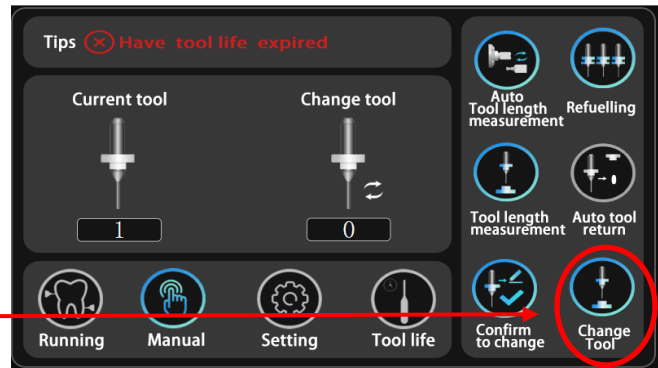 Tips Have tool life expired
Current tool
Change tool
1
0
Running
Manual
Setting
Tool life
Auto
Tool length
measurement
Refuelling
Tool length
measurement
Auto tool
return
Confirm
to change
Change
Tool